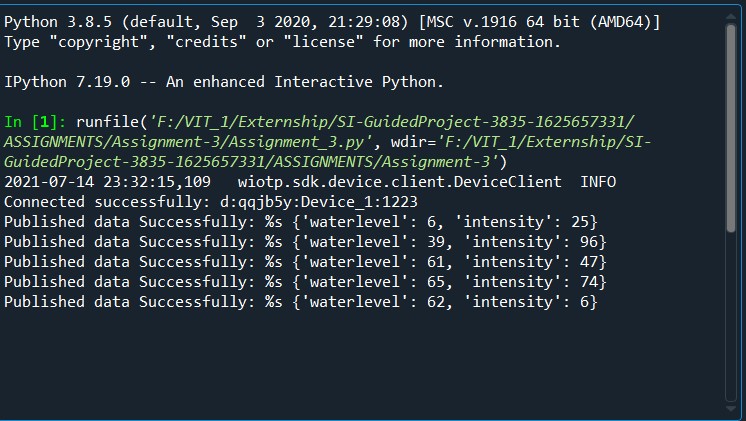 Python 3.8.5 (default, Sep  3 2020, 21:29:08) [MSC v.1916 64 bit (AMD64)]
Type "copyright", "credits" or "license" for more information.
IPython 7.19.0 -- An enhanced Interactive Python.
In [1]: runfile('F:/VIT_1/Externship/SI-GuidedProject-3835-1625657331/
ASSIGNMENTS/Assignment-3/Assignment_3.py', wdir='F:/VIT_1/Externship/SI-
GuidedProject-3835-1625657331/ASSIGNMENTS/Assignment-3')
2021-07-14 23:32:15,109   wiotp.sdk.device.client.DeviceClient  INFO
Connected successfully: d:qqjb5y:Device_1:1223
Published data Successfully: %s {'waterlevel': 6, 'intensity': 25}
Published data Successfully: %s {'waterlevel': 39, 'intensity': 96}
Published data Successfully: %s {'waterlevel': 61, 'intensity': 47}
Published data Successfully: %s {'waterlevel': 65, 'intensity': 74}
Published data Successfully: %s {'waterlevel': 62, 'intensity': 6}